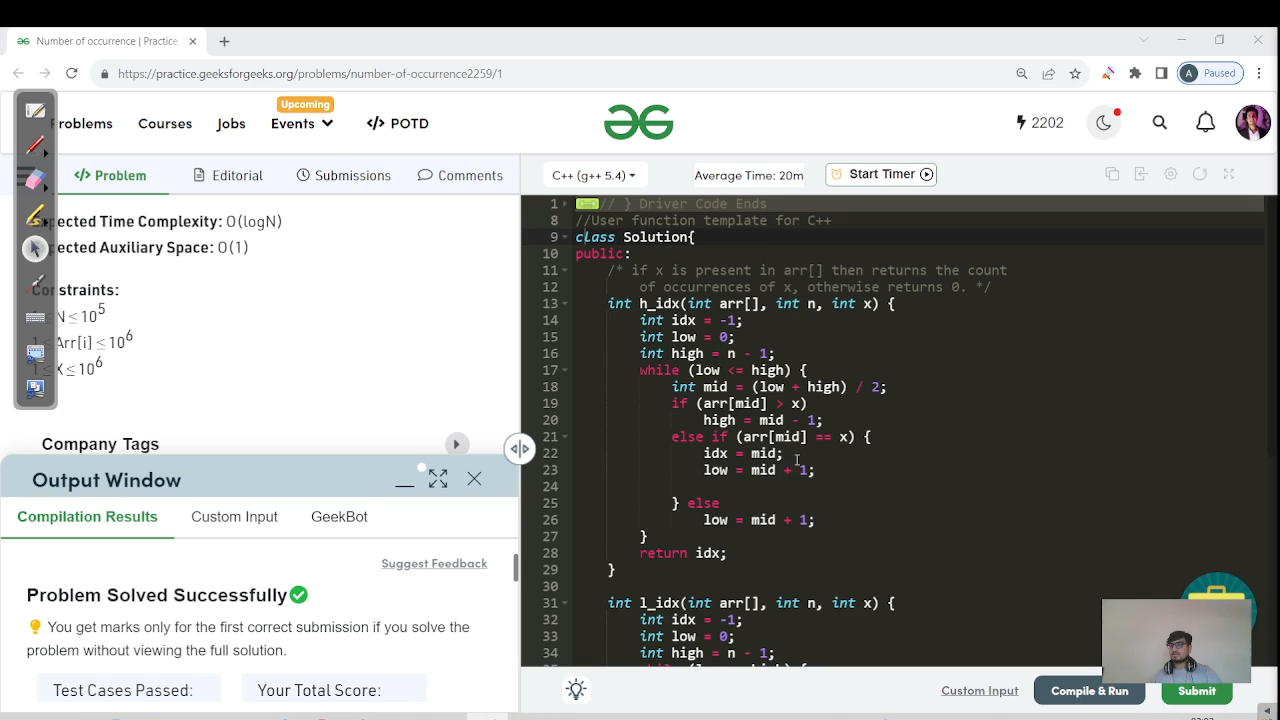 Number of occurrence | Practice
https://practice.geeksforgeeks.org/problems/number-of-occurrence2259/1
A Paused
Upcoming
roblems Courses Jobs Events </> POTD
2202
</> Problem Editorial Submissions Comments
C++ (g++ 5.4) Average Time: 20m Start Timer
pected Time Complexity: O(logN)
pected Auxiliary Space: O(1)
Constraints:
N ≤ 10^5
1 ≤ Arr[i] ≤ 10^6
1 ≤ X ≤ 10^6
Company Tags
Output Window
Compilation Results Custom Input GeekBot
Suggest Feedback
Problem Solved Successfully
You get marks only for the first correct submission if you solve the
problem without viewing the full solution.
Test Cases Passed: Your Total Score:
1 // } Driver Code Ends
8 //User function template for C++
9 class Solution{
10 public:
11 /* if x is present in arr[] then returns the count
12 of occurrences of x, otherwise returns 0. */
13 int h_idx(int arr[], int n, int x) {
14 int idx = -1;
15 int low = 0;
16 int high = n - 1;
17 while (low <= high) {
18 int mid = (low + high) / 2;
19 if (arr[mid] > x)
20 high = mid - 1;
21 else if (arr[mid] == x) {
22 idx = mid;
23 low = mid + 1;
24
25 } else
26 low = mid + 1;
27 }
28 return idx;
29 }
30
31 int l_idx(int arr[], int n, int x) {
32 int idx = -1;
33 int low = 0;
34 int high = n - 1;
Custom Input Compile & Run Submit